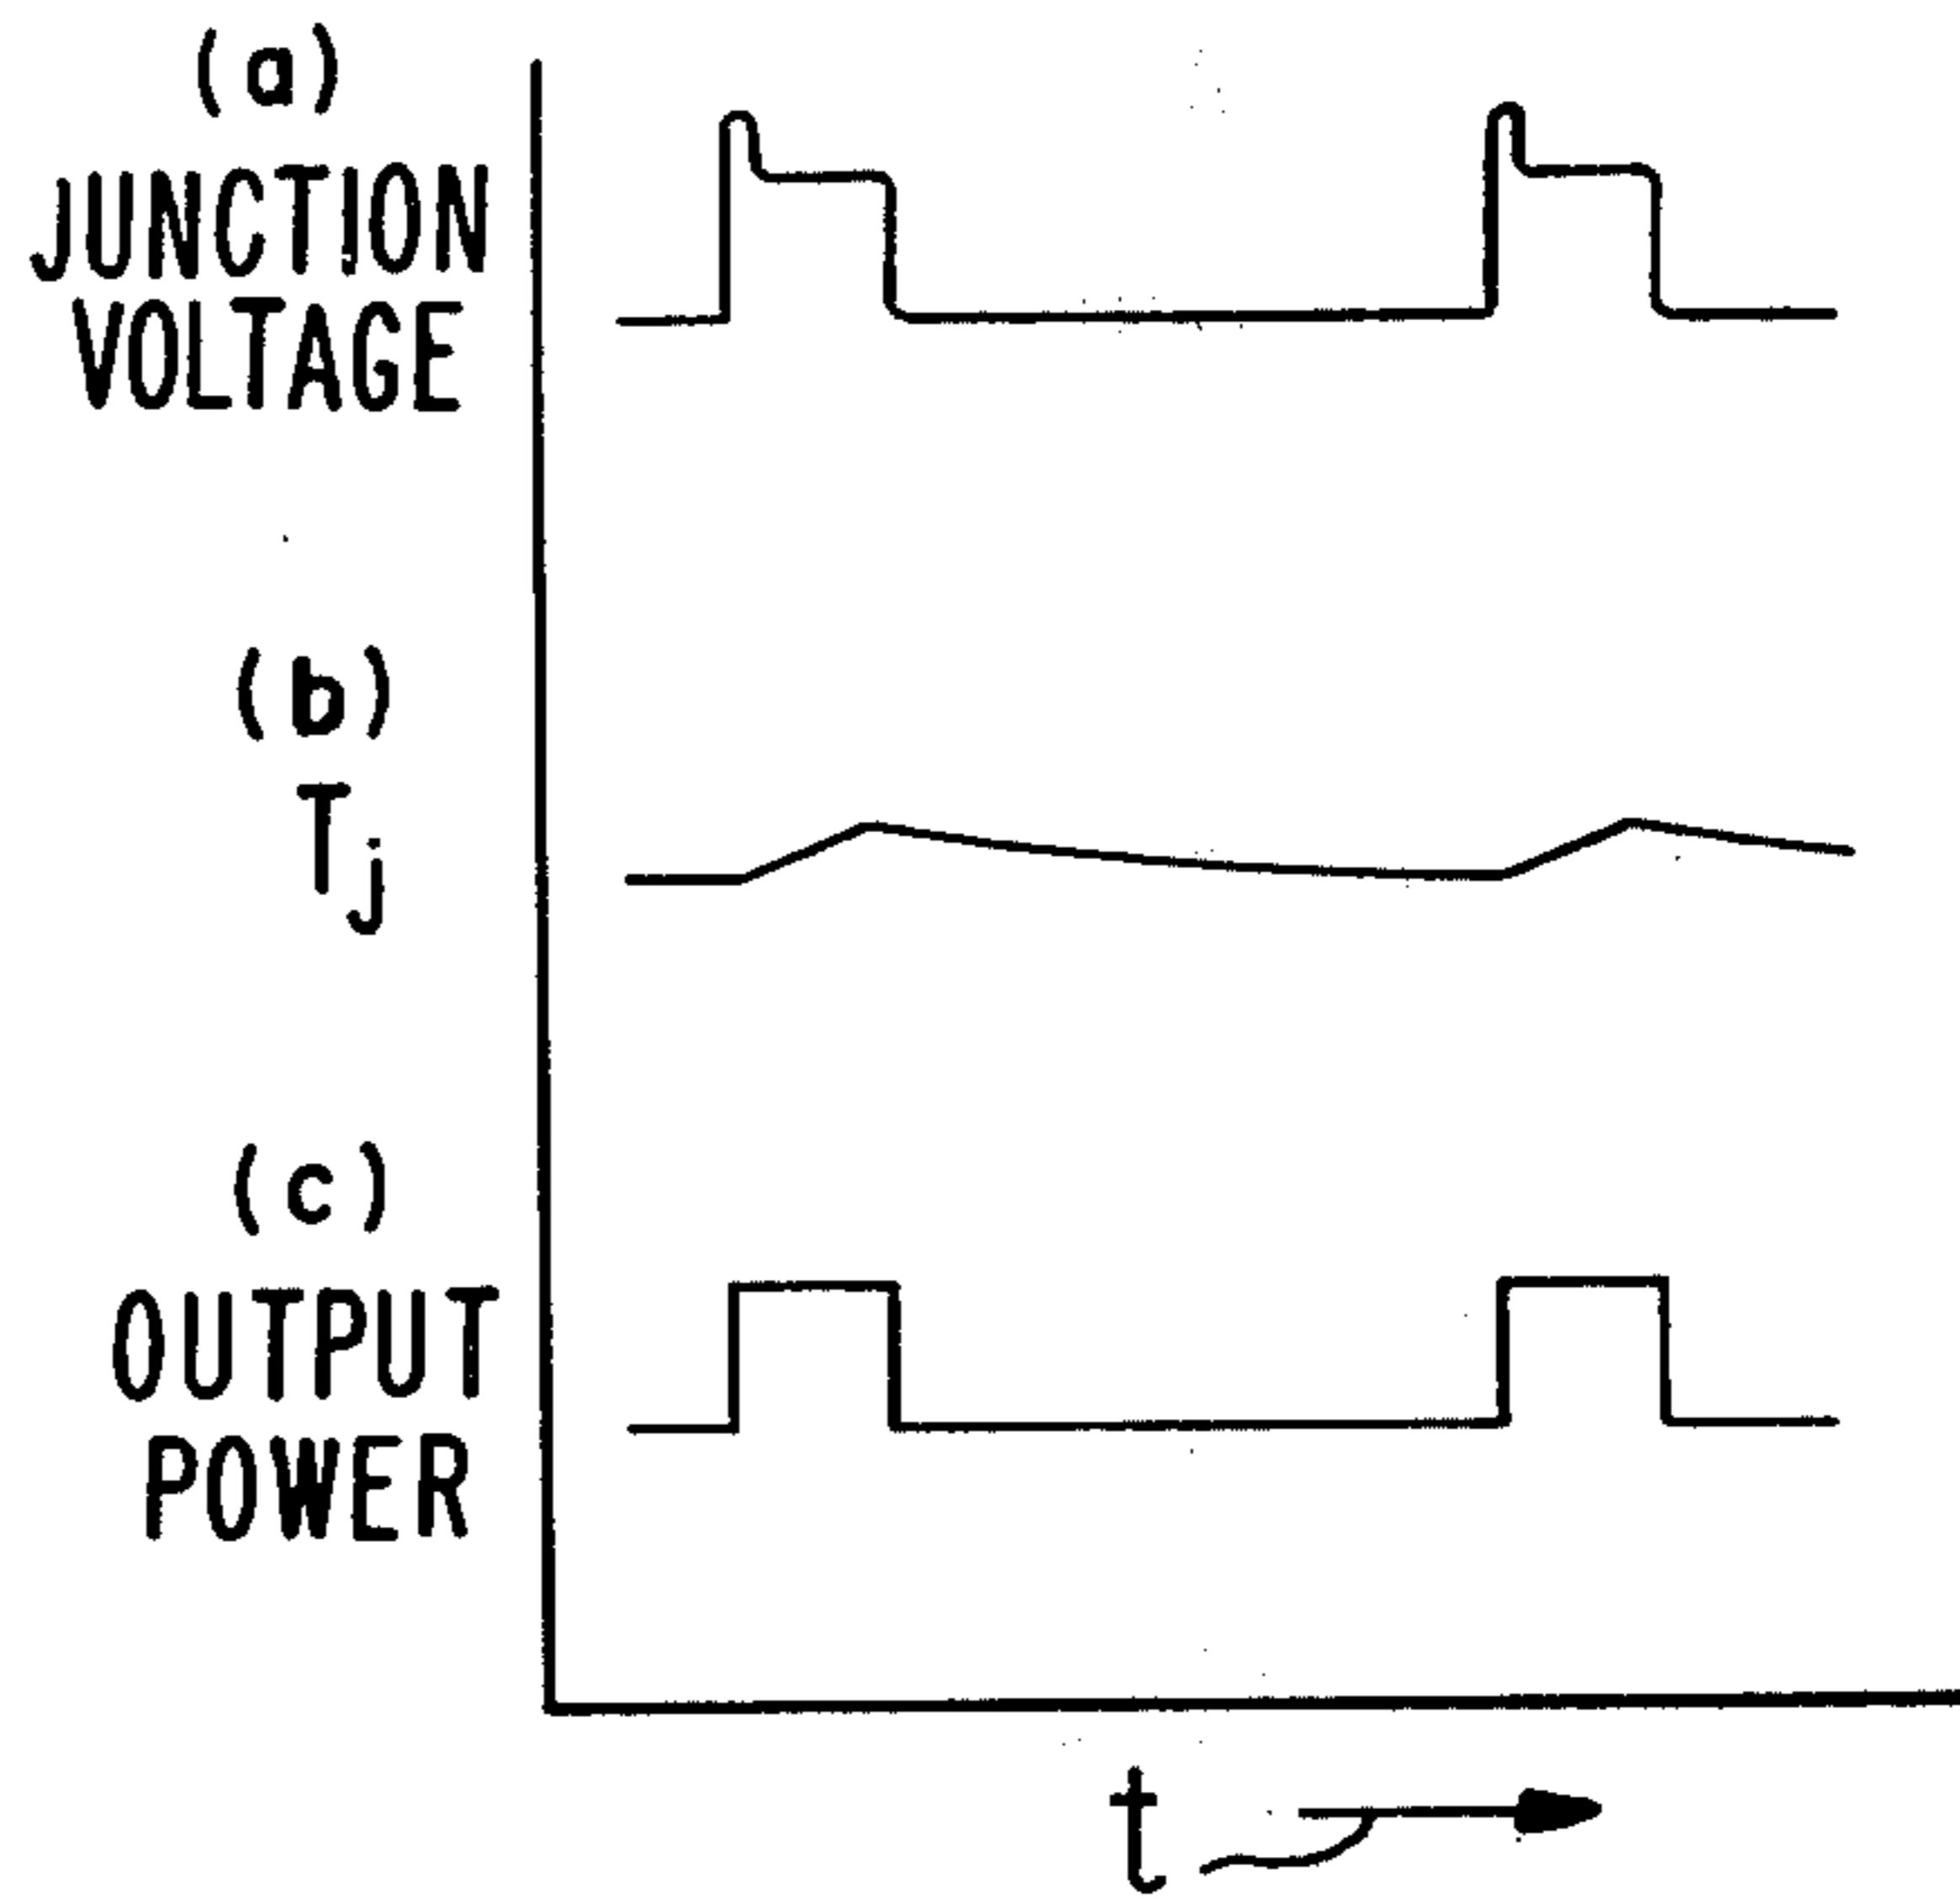 (a)
JUNCTION
VOLTAGE
(b)
Tj
(c)
OUTPUT
POWER
t